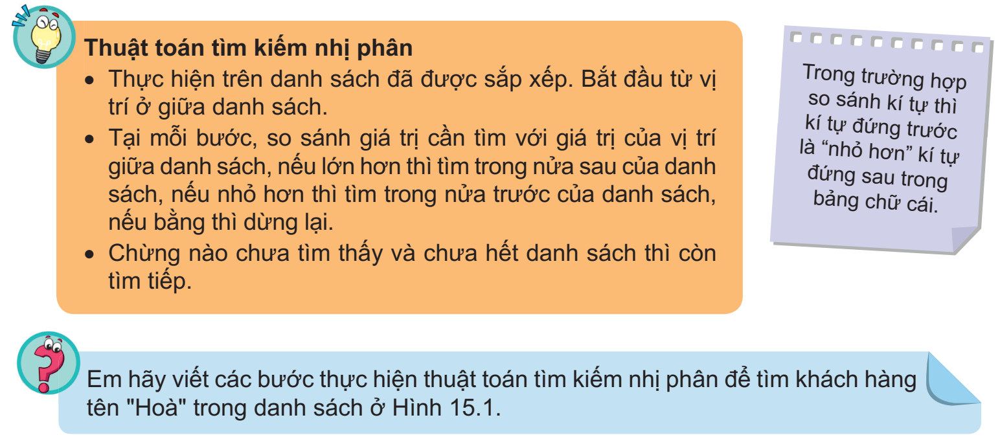 Thuật toán tìm kiếm nhị phân
• Thực hiện trên danh sách đã được sắp xếp. Bắt đầu từ vị
trí ở giữa danh sách.
• Tại mỗi bước, so sánh giá trị cần tìm với giá trị của vị trí
giữa danh sách, nếu lớn hơn thì tìm trong nửa sau của danh
sách, nếu nhỏ hơn thì tìm trong nửa trước của danh sách,
nếu bằng thì dừng lại.
• Chừng nào chưa tìm thấy và chưa hết danh sách thì còn
tìm tiếp.
Trong trường hợp
so sánh kí tự thì
kí tự đứng trước
là “nhỏ hơn” kí tự
đứng sau trong
bảng chữ cái.
Em hãy viết các bước thực hiện thuật toán tìm kiếm nhị phân để tìm khách hàng
tên "Hoà" trong danh sách ở Hình 15.1.